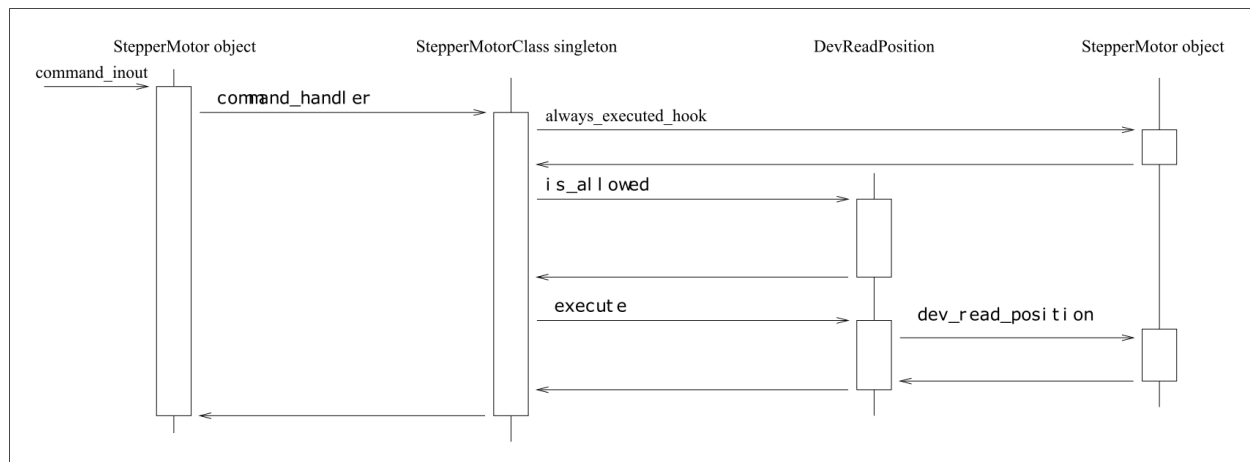 StepperMotor object
StepperMotorClass singleton
DevReadPosition
StepperMotor object
command_inout
command_handler
always_executed_hook
is_allowed
execute
dev_read_position